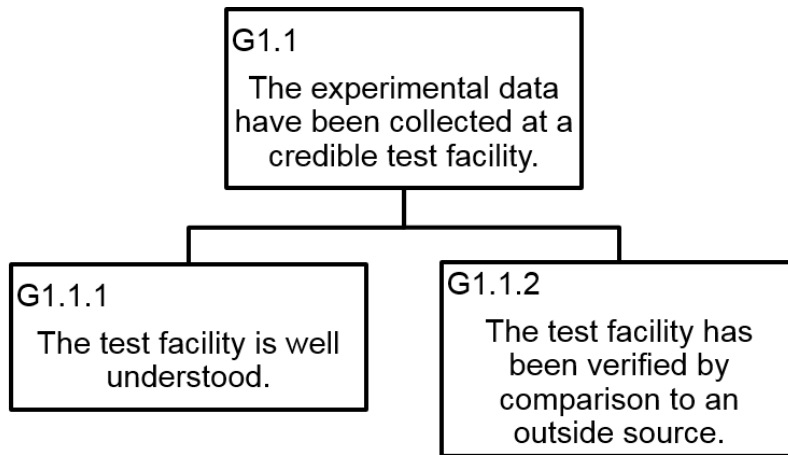 G1.1
The experimental data
have been collected at a
credible test facility.
G1.1.1
The test facility is well
understood.
G1.1.2
The test facility has
been verified by
comparison to an
outside source.